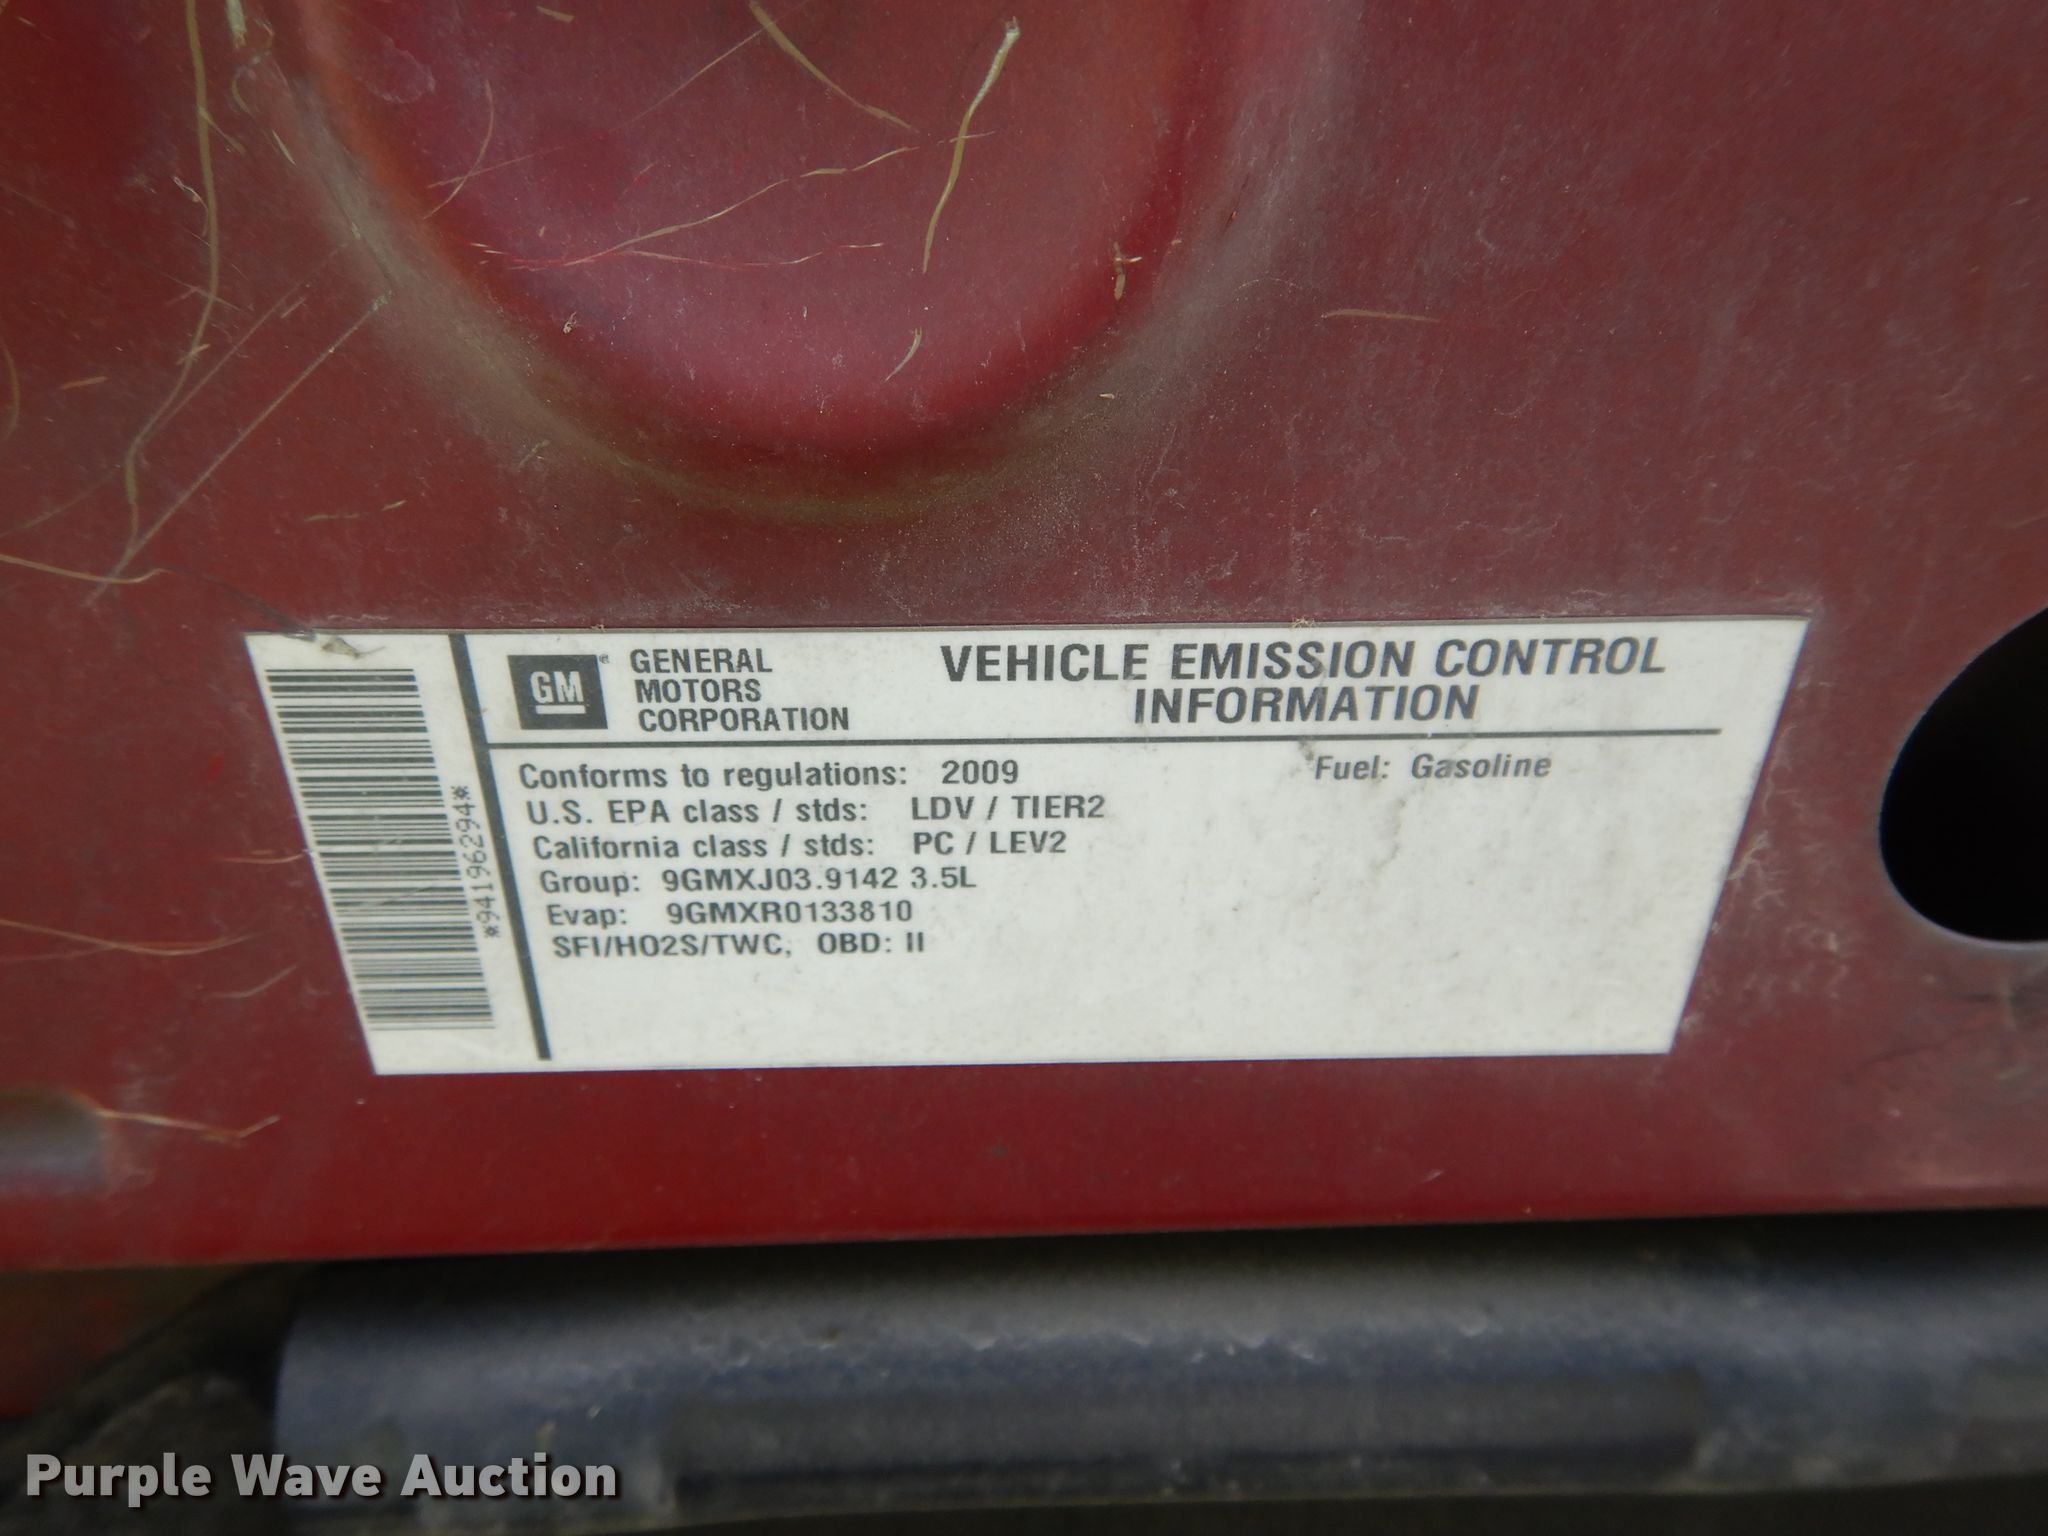 GM®
GENERAL
MOTORS
CORPORATION
VEHICLE EMISSION CONTROL
INFORMATION
Conforms to regulations: 2009
Fuel: Gasoline
U.S. EPA class / stds: LDV / TIER2
California class / stds: PC / LEV2
Group: 9GMXJ03.9142 3.5L
Evap: 9GMXR0133810
SFI/HO2S/TWC, OBD: II
*94196294*
Purple Wave Auction